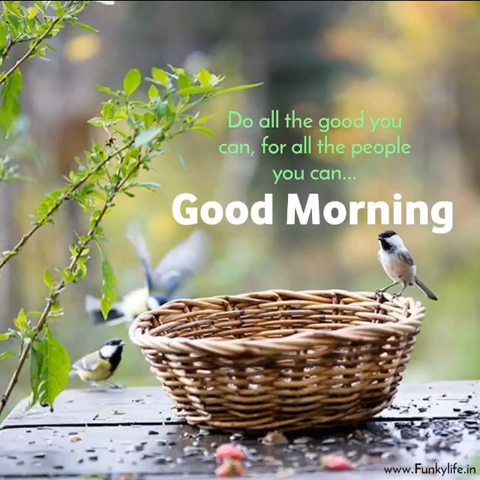 Do all the good you
can, for all the people
you can...
Good Morning
www.Funkylife.in